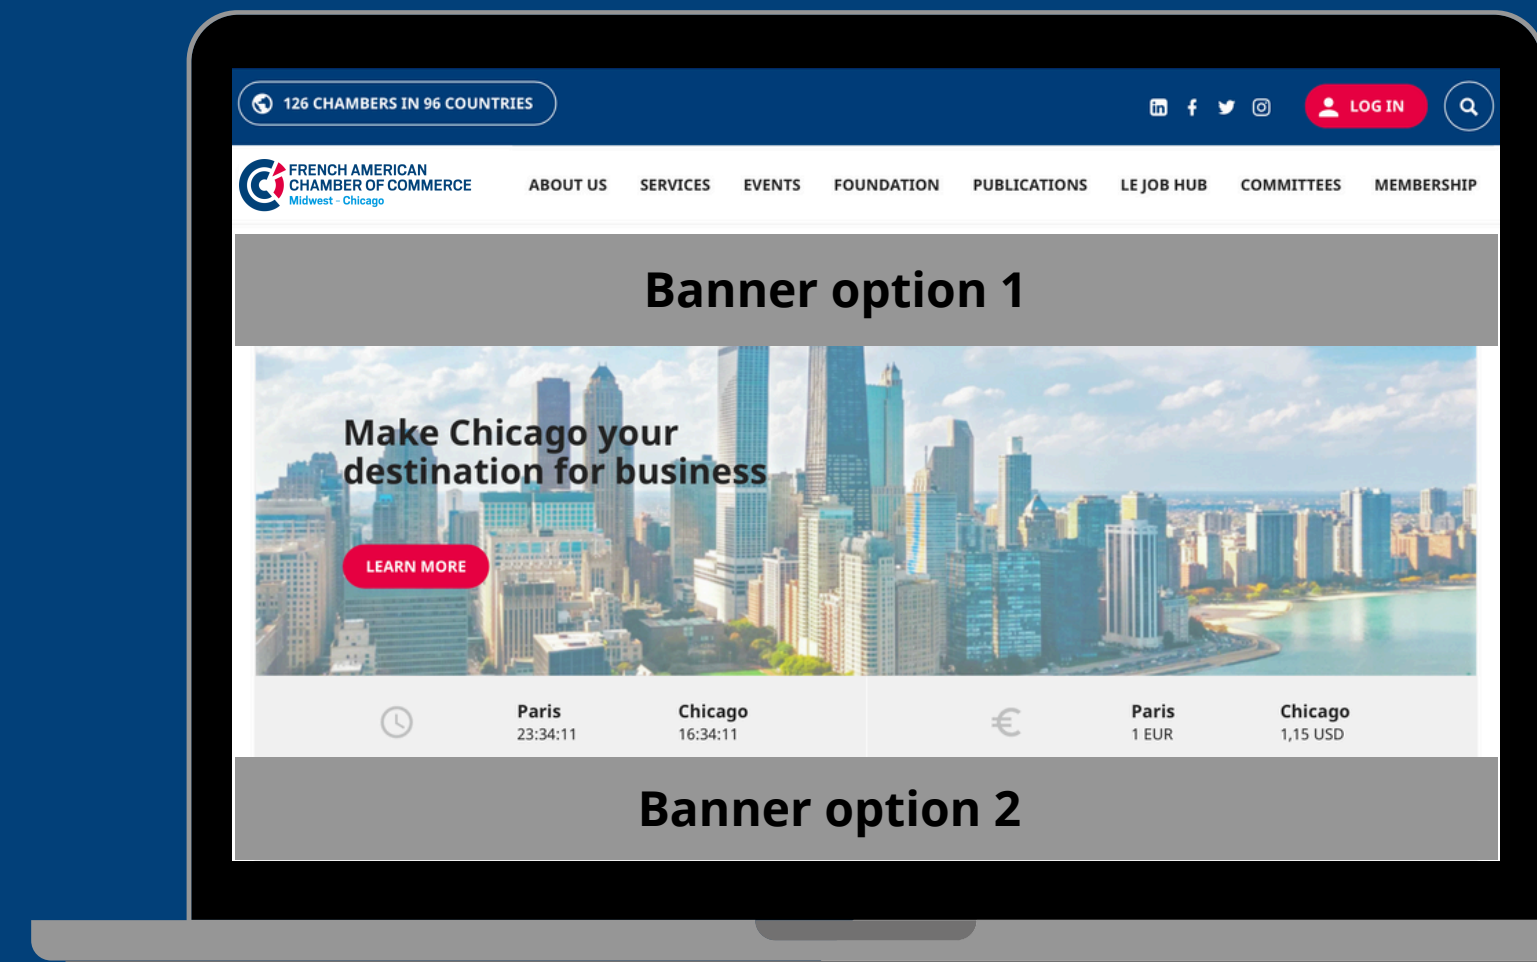 126 CHAMBERS IN 96 COUNTRIES
LOG IN
FRENCH AMERICAN
CHAMBER OF COMMERCE
Midwest - Chicago
ABOUT US SERVICES EVENTS FOUNDATION PUBLICATIONS LE JOB HUB COMMITTEES MEMBERSHIP
Banner option 1
Make Chicago your
destination for business
LEARN MORE
Paris Chicago Paris Chicago
23:34:11 16:34:11 1 EUR 1,15 USD
Banner option 2